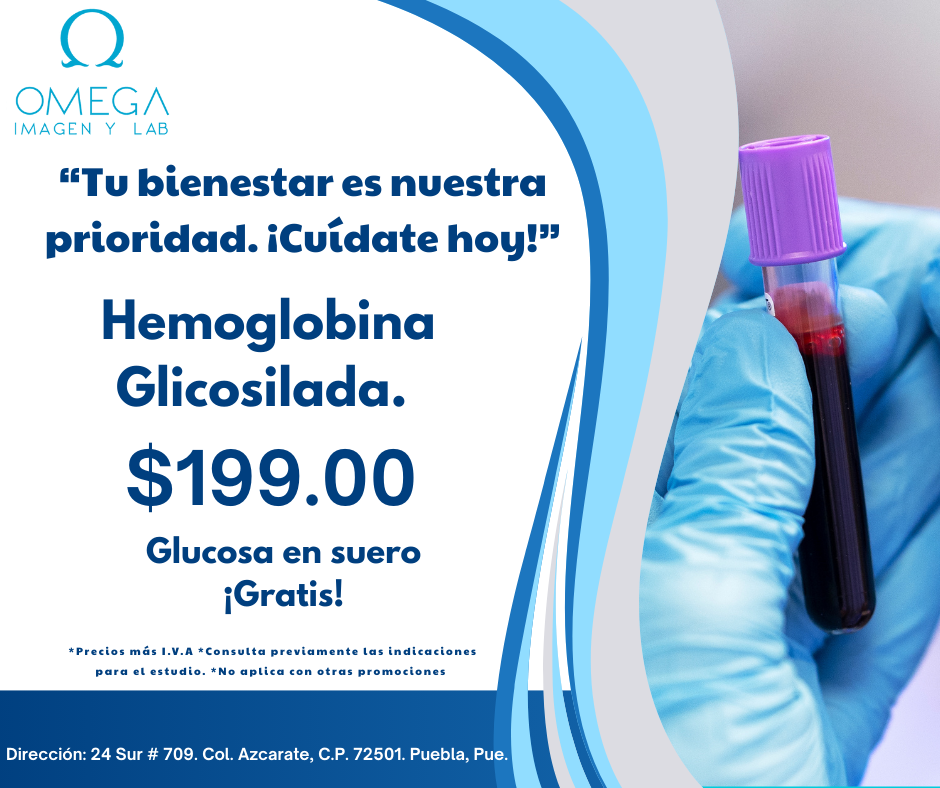 Ω
OMEGA
IMAGEN Y LAB
“Tu bienestar es nuestra
prioridad. ¡Cuídate hoy!”
Hemoglobina
Glicosilada.
$199.00
Glucosa en suero
¡Gratis!
*Precios más I.V.A *Consulta previamente las indicaciones
para el estudio. *No aplica con otras promociones
Dirección: 24 Sur # 709. Col. Azcarate, C.P. 72501. Puebla, Pue.